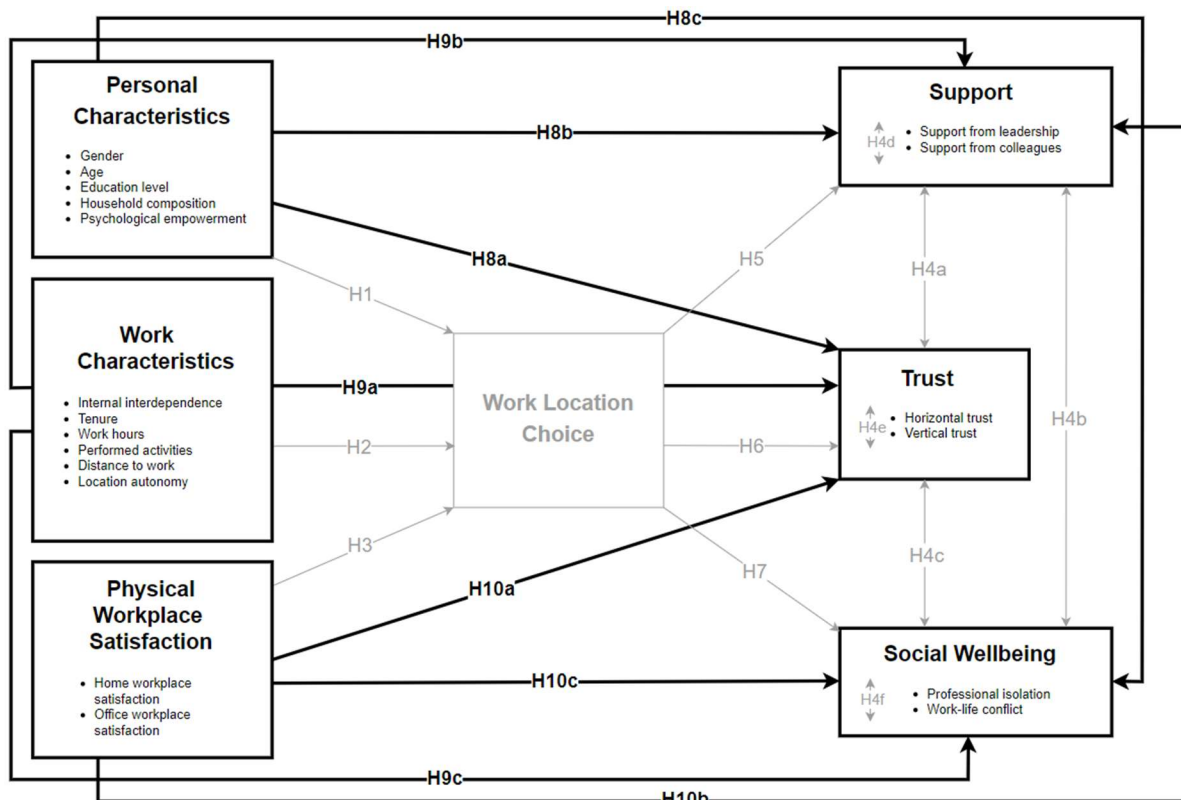 H8c
H9b
Personal
Characteristics
• Gender
• Age
• Education level
• Household composition
• Psychological empowerment
H8b
Support
H4d
• Support from leadership
• Support from colleagues
H8a
H5
H4a
H1
Work
Characteristics
• Internal interdependence
• Tenure
• Work hours
• Performed activities
• Distance to work
• Location autonomy
H9a
H2
Work Location
Choice
H6
Trust
H4e
• Horizontal trust
• Vertical trust
H4b
H3
H10a
H7
H4c
Physical
Workplace
Satisfaction
• Home workplace
satisfaction
• Office workplace
satisfaction
H10c
Social Wellbeing
H4f
• Professional isolation
• Work-life conflict
H9c
H10b